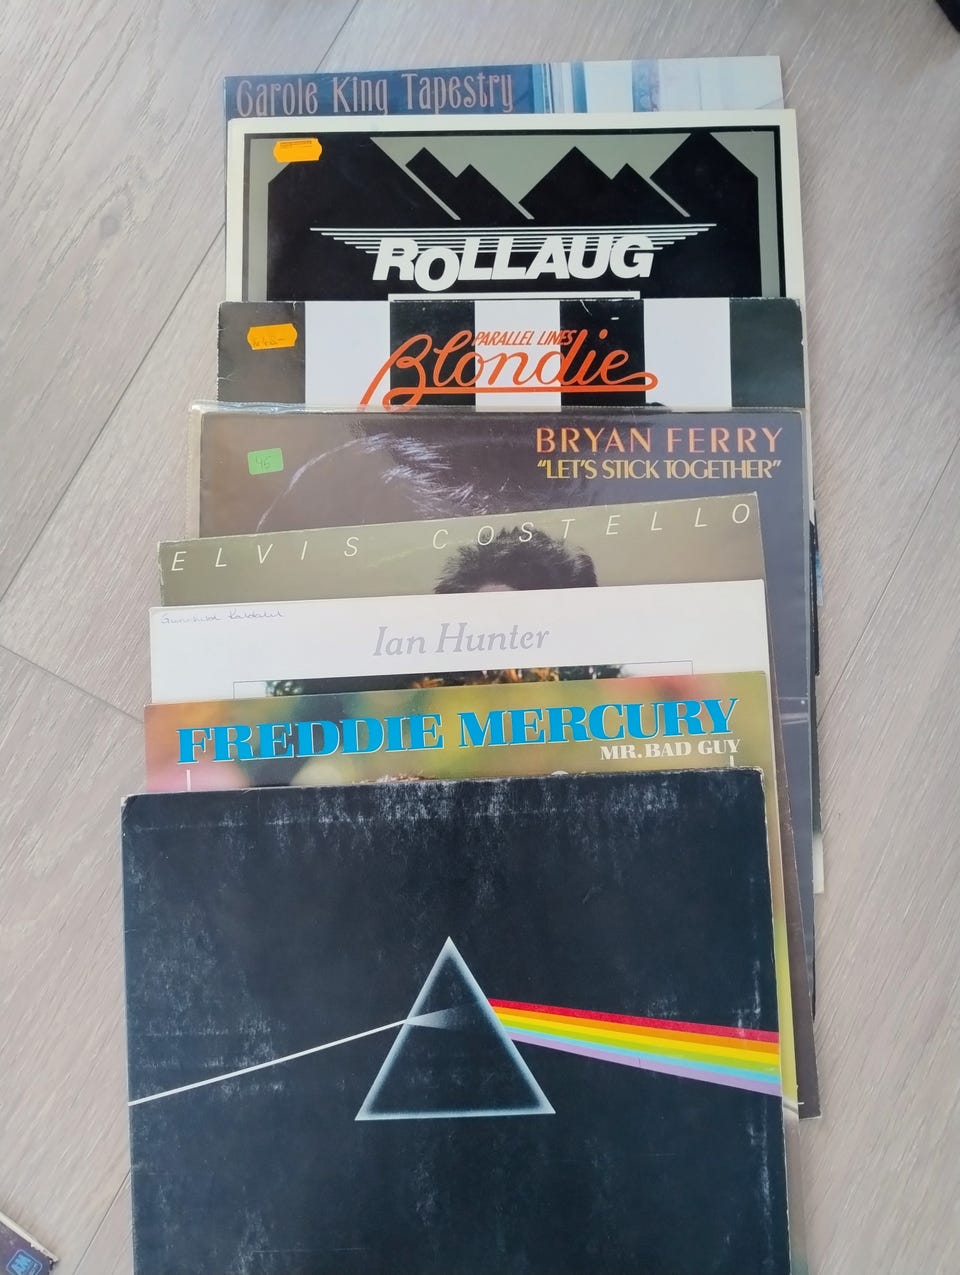 Carole King Tapestry
ROLLAUG
PARALLEL LINES
Blondie
BRYAN FERRY
"LET'S STICK TOGETHER"
45
ELVIS COSTELLO
Ian Hunter
FREDDIE MERCURY
MR. BAD GUY